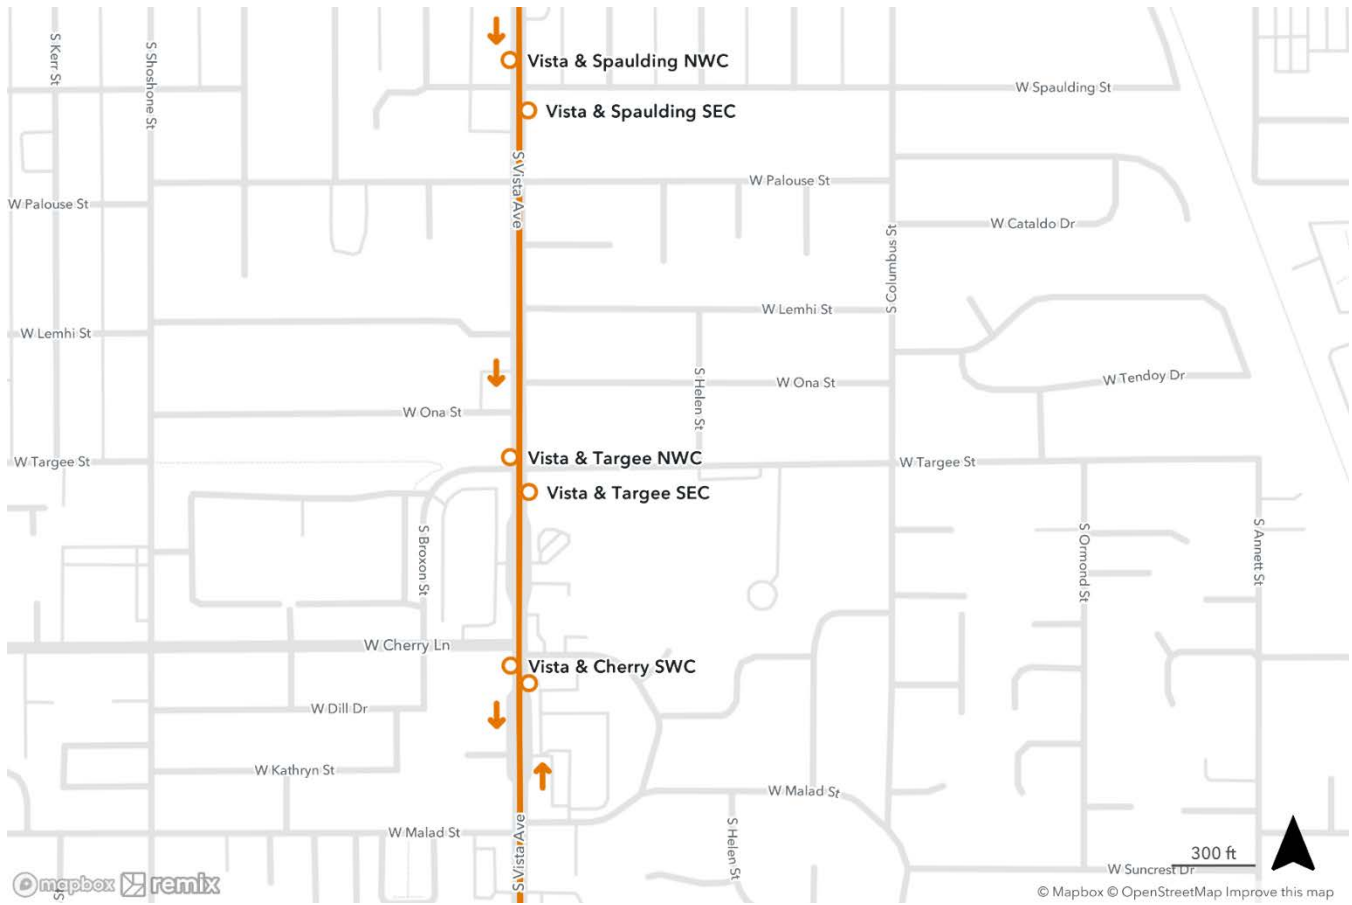 S Kerr St
S Shoshone St
Vista & Spaulding NWC
W Spaulding St
Vista & Spaulding SEC
S Vista Ave
W Palouse St
W Palouse St
W Cataldo Dr
S Columbus St
W Lemhi St
W Lemhi St
S Helen St
W Tendoy Dr
W Ona St
W Ona St
Vista & Targee NWC
W Targee St
W Targee St
Vista & Targee SEC
S Broxon St
S Ormond St
S Annett St
W Cherry Ln
Vista & Cherry SWC
W Dill Dr
W Kathryn St
W Malad St
S Vista Ave
W Malad St
S Helen St
300 ft
W Suncrest Dr
St
mapbox remix
© Mapbox © OpenStreetMap Improve this map